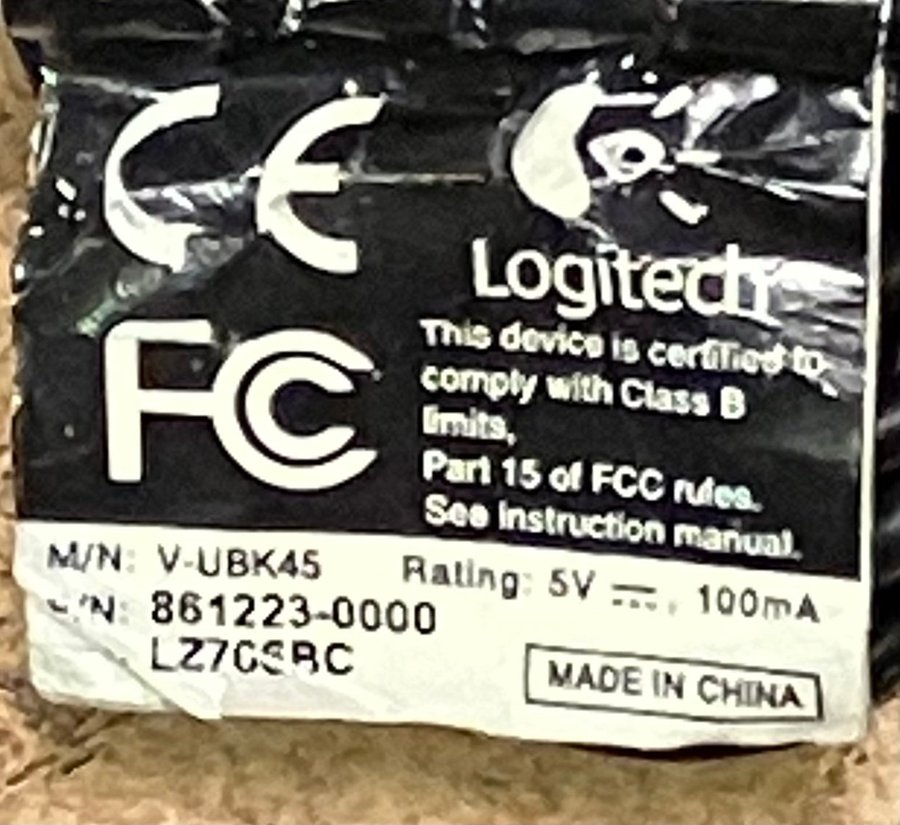 CE
Logitech
FC
This device is certified to
comply with Class B
limits,
Part 15 of FCC rules.
See instruction manual.
M/N: V-UBK45 Rating: 5V ⎓, 100mA
/N: 861223-0000
MADE IN CHINA